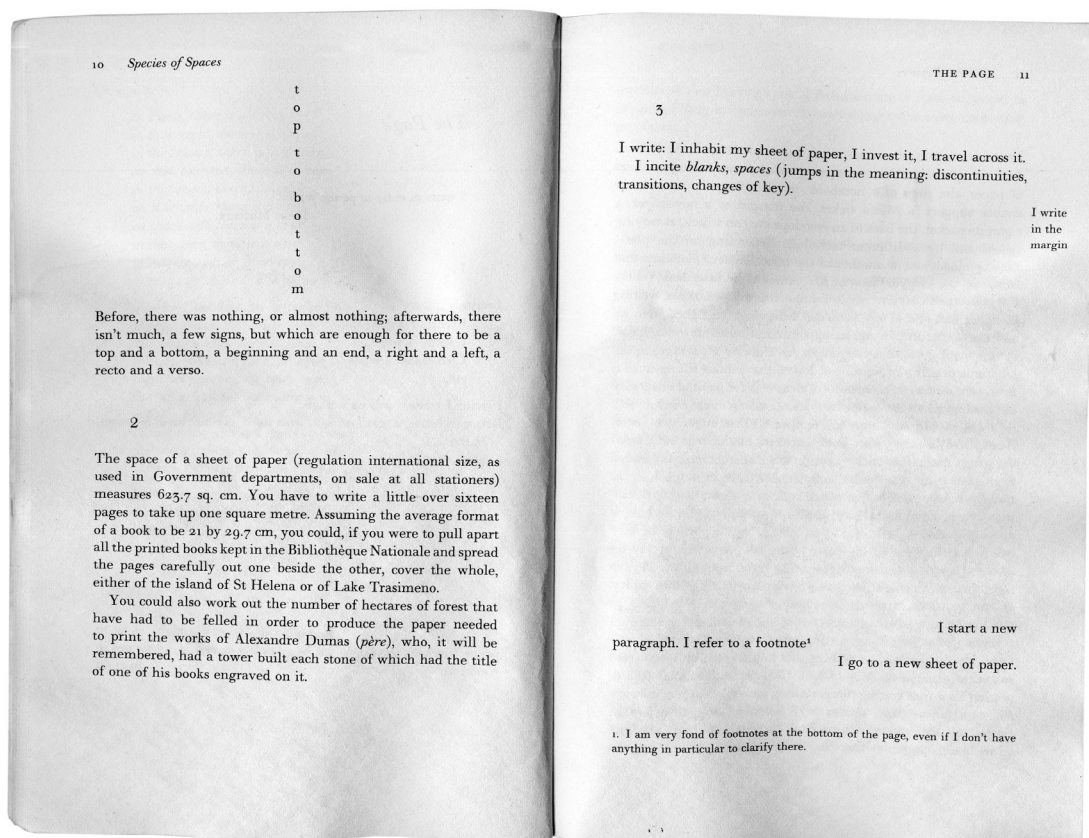 10 Species of Spaces
t
o
p
t
o
b
o
t
t
o
m
Before, there was nothing, or almost nothing; afterwards, there
isn't much, a few signs, but which are enough for there to be a
top and a bottom, a beginning and an end, a right and a left, a
recto and a verso.
2
The space of a sheet of paper (regulation international size, as
used in Government departments, on sale at all stationers)
measures 623.7 sq. cm. You have to write a little over sixteen
pages to take up one square metre. Assuming the average format
of a book to be 21 by 29.7 cm, you could, if you were to pull apart
all the printed books kept in the Bibliothèque Nationale and spread
the pages carefully out one beside the other, cover the whole,
either of the island of St Helena or of Lake Trasimeno.
You could also work out the number of hectares of forest that
have had to be felled in order to produce the paper needed
to print the works of Alexandre Dumas (père), who, it will be
remembered, had a tower built each stone of which had the title
of one of his books engraved on it.
THE PAGE 11
3
I write: I inhabit my sheet of paper, I invest it, I travel across it.
I incite blanks, spaces (jumps in the meaning: discontinuities,
transitions, changes of key).
I write
in the
margin
I start a new
paragraph. I refer to a footnote¹
I go to a new sheet of paper.
1. I am very fond of footnotes at the bottom of the page, even if I don't have
anything in particular to clarify there.